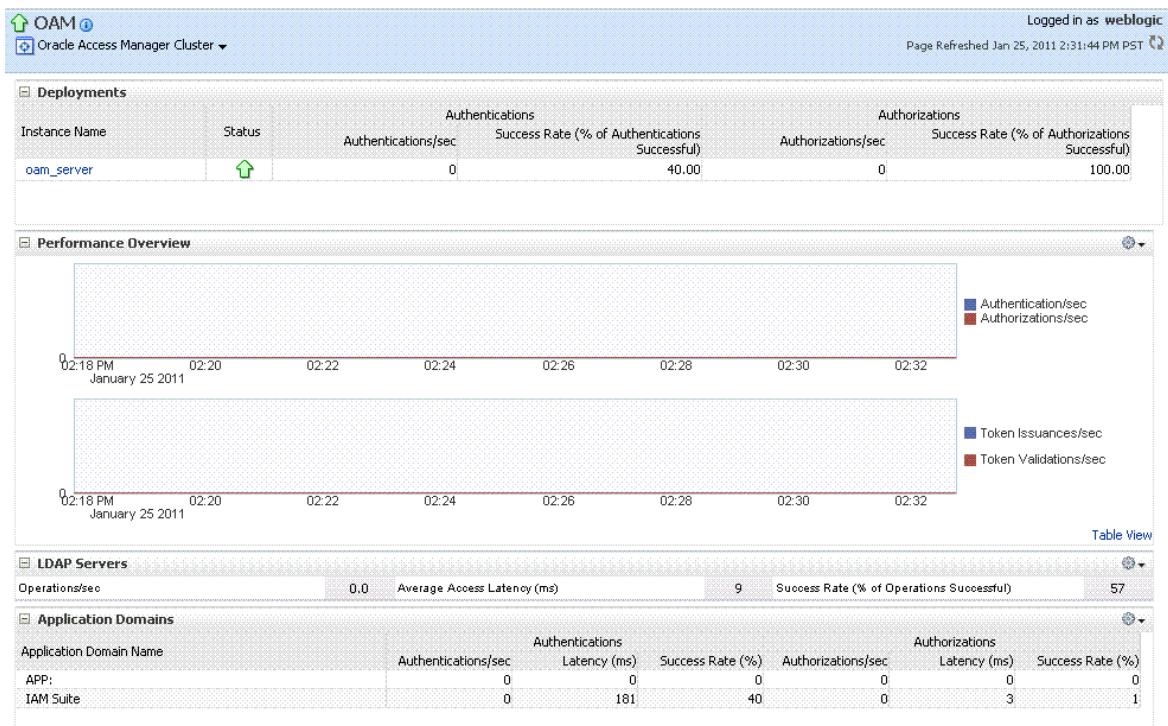 OAM
Logged in as weblogic
Oracle Access Manager Cluster
Page Refreshed Jan 25, 2011 2:31:44 PM PST
Deployments
Authentications Authorizations
Instance Name Status Authentications/sec Success Rate (% of Authentications Successful) Authorizations/sec Success Rate (% of Authorizations Successful)
oam_server 0 40.00 0 100.00
Performance Overview
Authentication/sec
Authorizations/sec
0
02:18 PM 02:20 02:22 02:24 02:26 02:28 02:30 02:32
January 25 2011
Token Issuances/sec
Token Validations/sec
0
02:18 PM 02:20 02:22 02:24 02:26 02:28 02:30 02:32
January 25 2011
Table View
LDAP Servers
Operations/sec 0.0 Average Access Latency (ms) 9 Success Rate (% of Operations Successful) 57
Application Domains
Authentications Authorizations
Application Domain Name Authentications/sec Latency (ms) Success Rate (%) Authorizations/sec Latency (ms) Success Rate (%)
APP: 0 0 0 0 0 0
IAM Suite 0 181 40 0 3 1